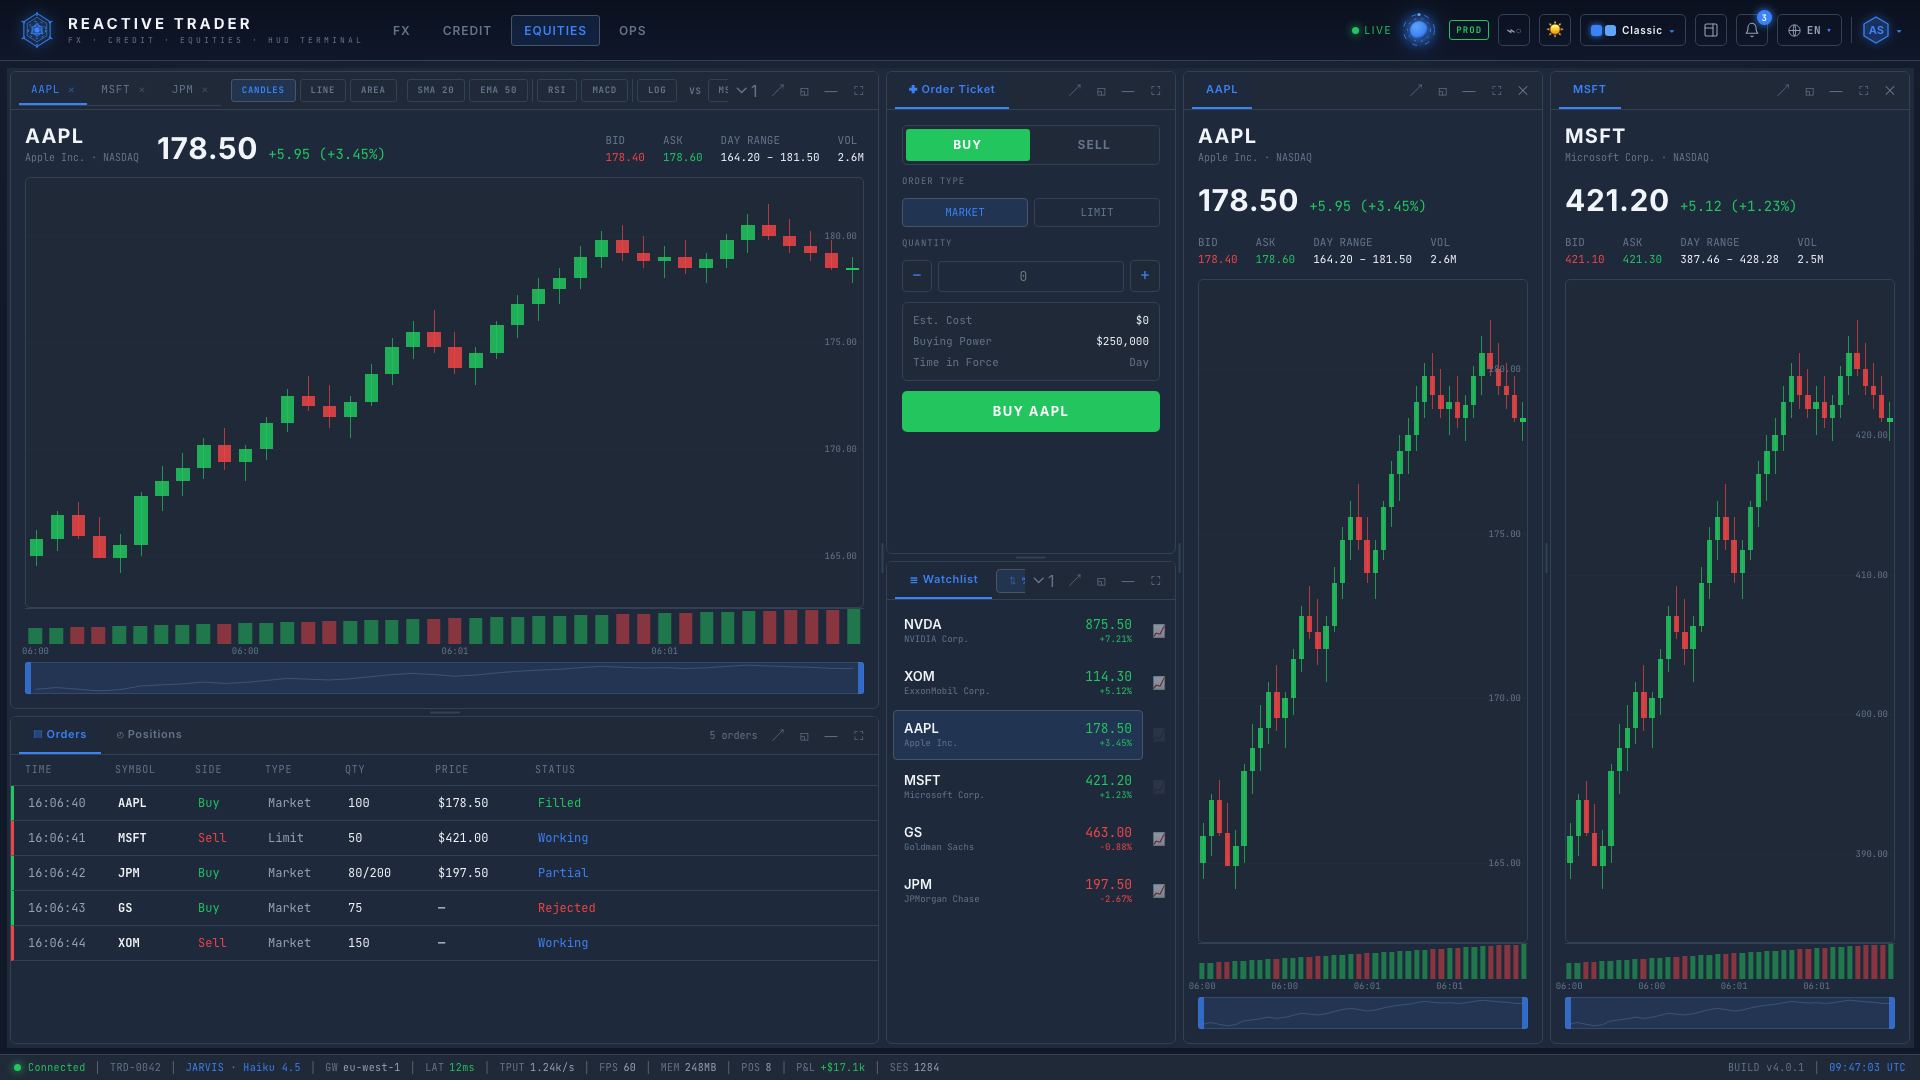 REACTIVE TRADER
FX · CREDIT · EQUITIES · HUD TERMINAL
FX CREDIT EQUITIES OPS
LIVE PROD Classic 3 EN AS
AAPL × MSFT × JPM × CANDLES LINE AREA SMA 20 EMA 50 RSI MACD LOG VS 1
AAPL
Apple Inc. · NASDAQ
178.50 +5.95 (+3.45%)
BID ASK DAY RANGE VOL
178.40 178.60 164.20 – 181.50 2.6M
180.00
175.00
170.00
165.00
06:00 06:00 06:01 06:01
Orders Positions 5 orders
TIME SYMBOL SIDE TYPE QTY PRICE STATUS
16:06:40 AAPL Buy Market 100 $178.50 Filled
16:06:41 MSFT Sell Limit 50 $421.00 Working
16:06:42 JPM Buy Market 80/200 $197.50 Partial
16:06:43 GS Buy Market 75 — Rejected
16:06:44 XOM Sell Market 150 — Working
Order Ticket
BUY SELL
ORDER TYPE
MARKET LIMIT
QUANTITY
− 0 +
Est. Cost $0
Buying Power $250,000
Time in Force Day
BUY AAPL
Watchlist 1
NVDA 875.50
NVIDIA Corp. +7.21%
XOM 114.30
ExxonMobil Corp. +5.12%
AAPL 178.50
Apple Inc. +3.45%
MSFT 421.20
Microsoft Corp. +1.23%
GS 463.00
Goldman Sachs -0.88%
JPM 197.50
JPMorgan Chase -2.67%
AAPL
AAPL
Apple Inc. · NASDAQ
178.50 +5.95 (+3.45%)
BID ASK DAY RANGE VOL
178.40 178.60 164.20 – 181.50 2.6M
180.00
175.00
170.00
165.00
06:00 06:00 06:01 06:01
MSFT
MSFT
Microsoft Corp. · NASDAQ
421.20 +5.12 (+1.23%)
BID ASK DAY RANGE VOL
421.10 421.30 387.46 – 428.28 2.5M
420.00
410.00
400.00
390.00
06:00 06:00 06:01 06:01
Connected TRD-0042 JARVIS · Haiku 4.5 GW eu-west-1 LAT 12ms TPUT 1.24k/s FPS 60 MEM 248MB POS 8 P&L +$17.1k SES 1284 BUILD v4.0.1 09:47:03 UTC